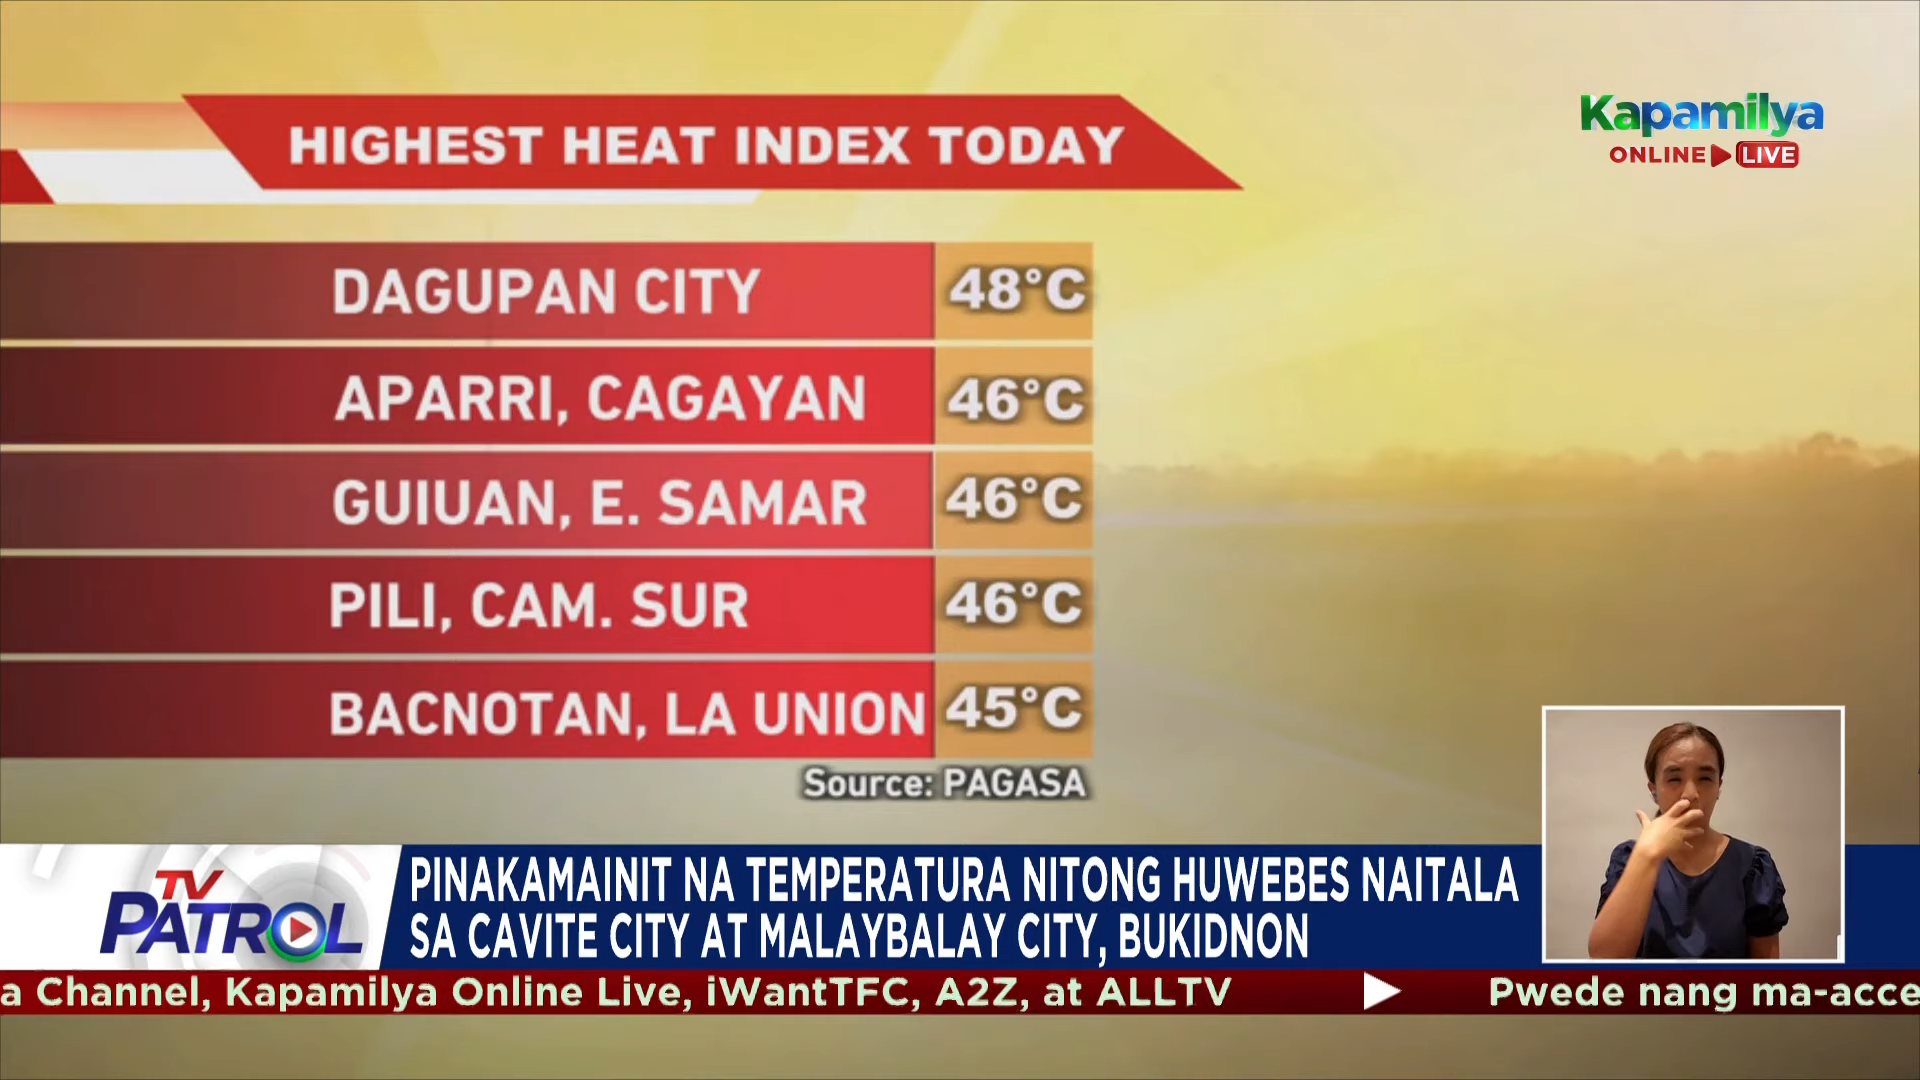 HIGHEST HEAT INDEX TODAY
Kapamilya
ONLINE LIVE
DAGUPAN CITY 48°C
APARRI, CAGAYAN 46°C
GUIUAN, E. SAMAR 46°C
PILI, CAM. SUR 46°C
BACNOTAN, LA UNION 45°C
Source: PAGASA
TV PATROL
PINAKAMAINIT NA TEMPERATURA NITONG HUWEBES NAITALA
SA CAVITE CITY AT MALAYBALAY CITY, BUKIDNON
a Channel, Kapamilya Online Live, iWantTFC, A2Z, at ALLTV Pwede nang ma-acce